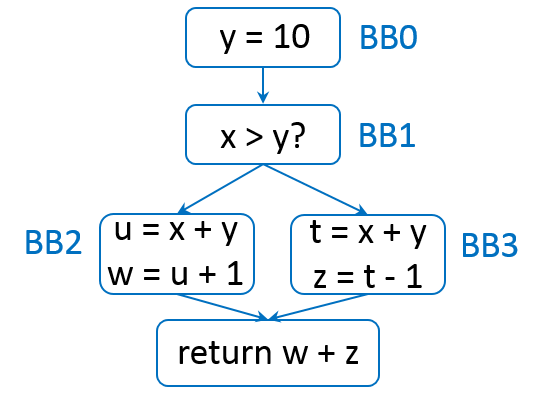 y = 10
BB0
x > y?
BB1
BB2
u = x + y
w = u + 1
t = x + y
z = t - 1
BB3
return w + z